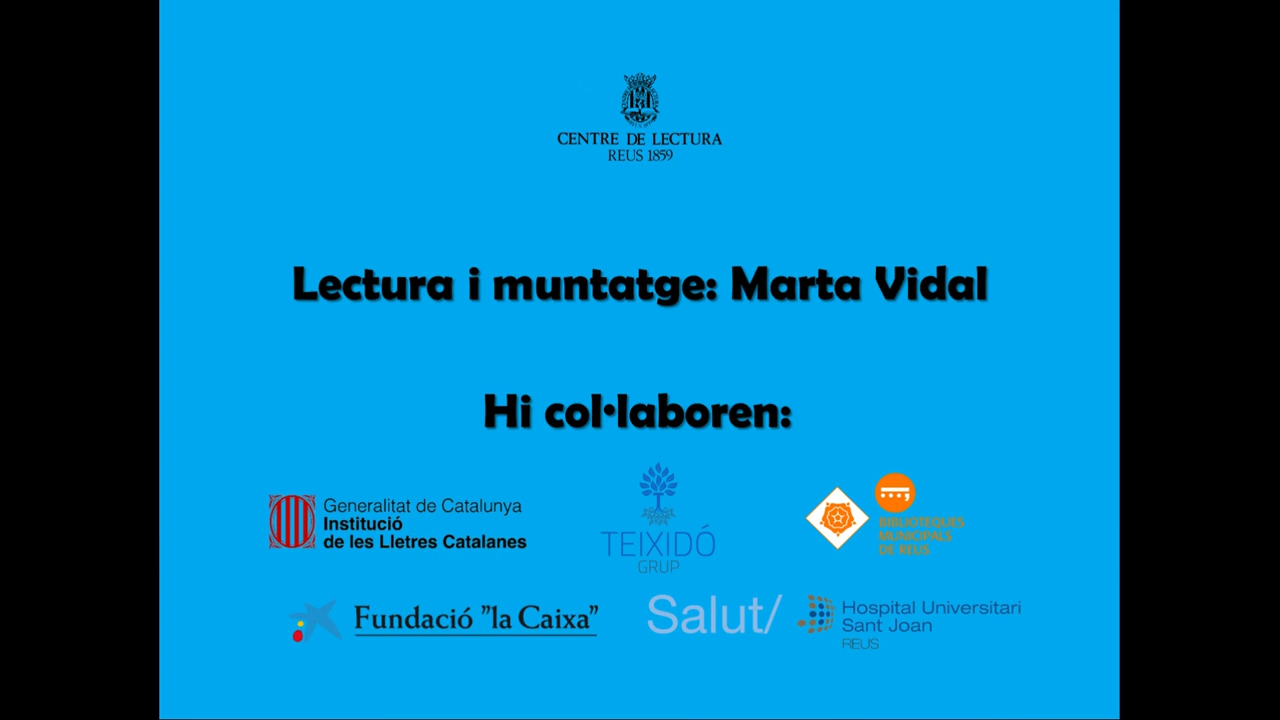 CENTRE DE LECTURA
REUS 1859
Lectura i muntatge: Marta Vidal
Hi col·laboren:
Generalitat de Catalunya
Institució
de les Lletres Catalanes
TEIXIDÓ
GRUP
BIBLIOTEQUES
MUNICIPALS
DE REUS
Fundació "la Caixa"
Salut/
Hospital Universitari
Sant Joan
REUS